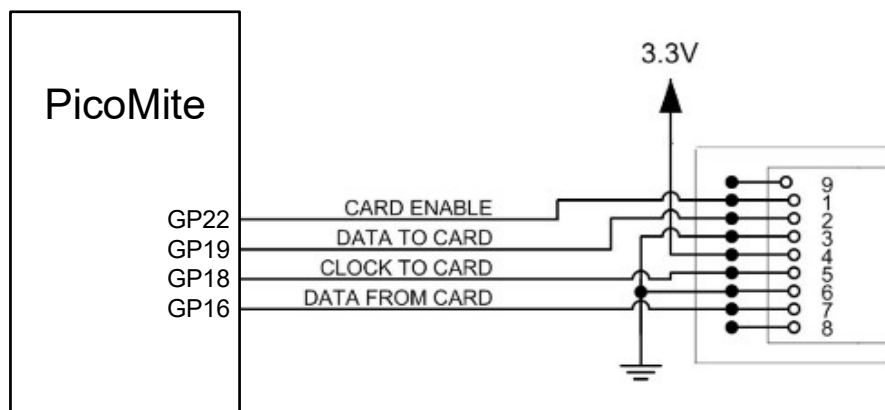 3.3V
PicoMite
9
GP22 CARD ENABLE 1
GP19 DATA TO CARD 2
3
4
GP18 CLOCK TO CARD 5
6
GP16 DATA FROM CARD 7
8